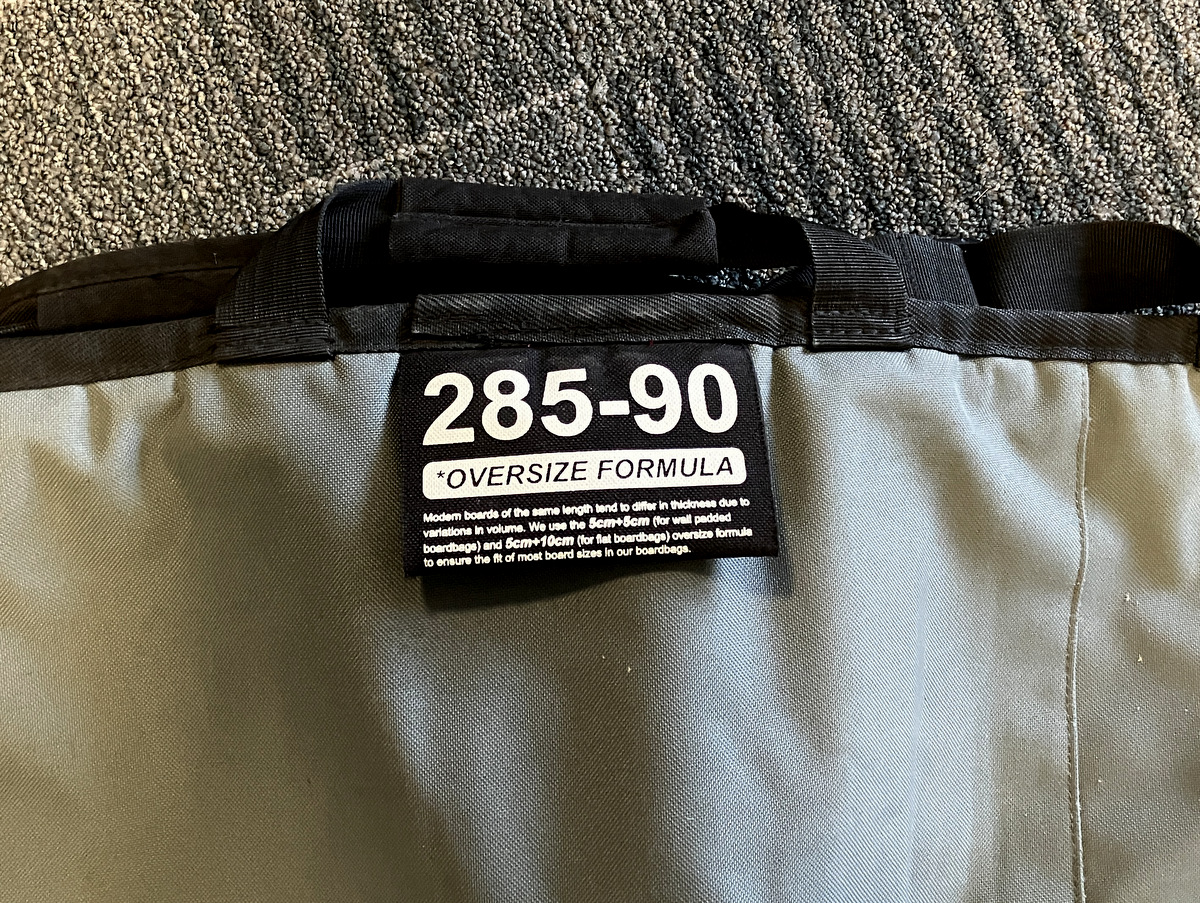 285-90
*OVERSIZE FORMULA
Modern boards of the same length tend to differ in thickness due to
variations in volume. We use the 5cm+5cm (for wall padded
boardbags) and 5cm+10cm (for flat boardbags) oversize formula
to ensure the fit of most board sizes in our boardbags.